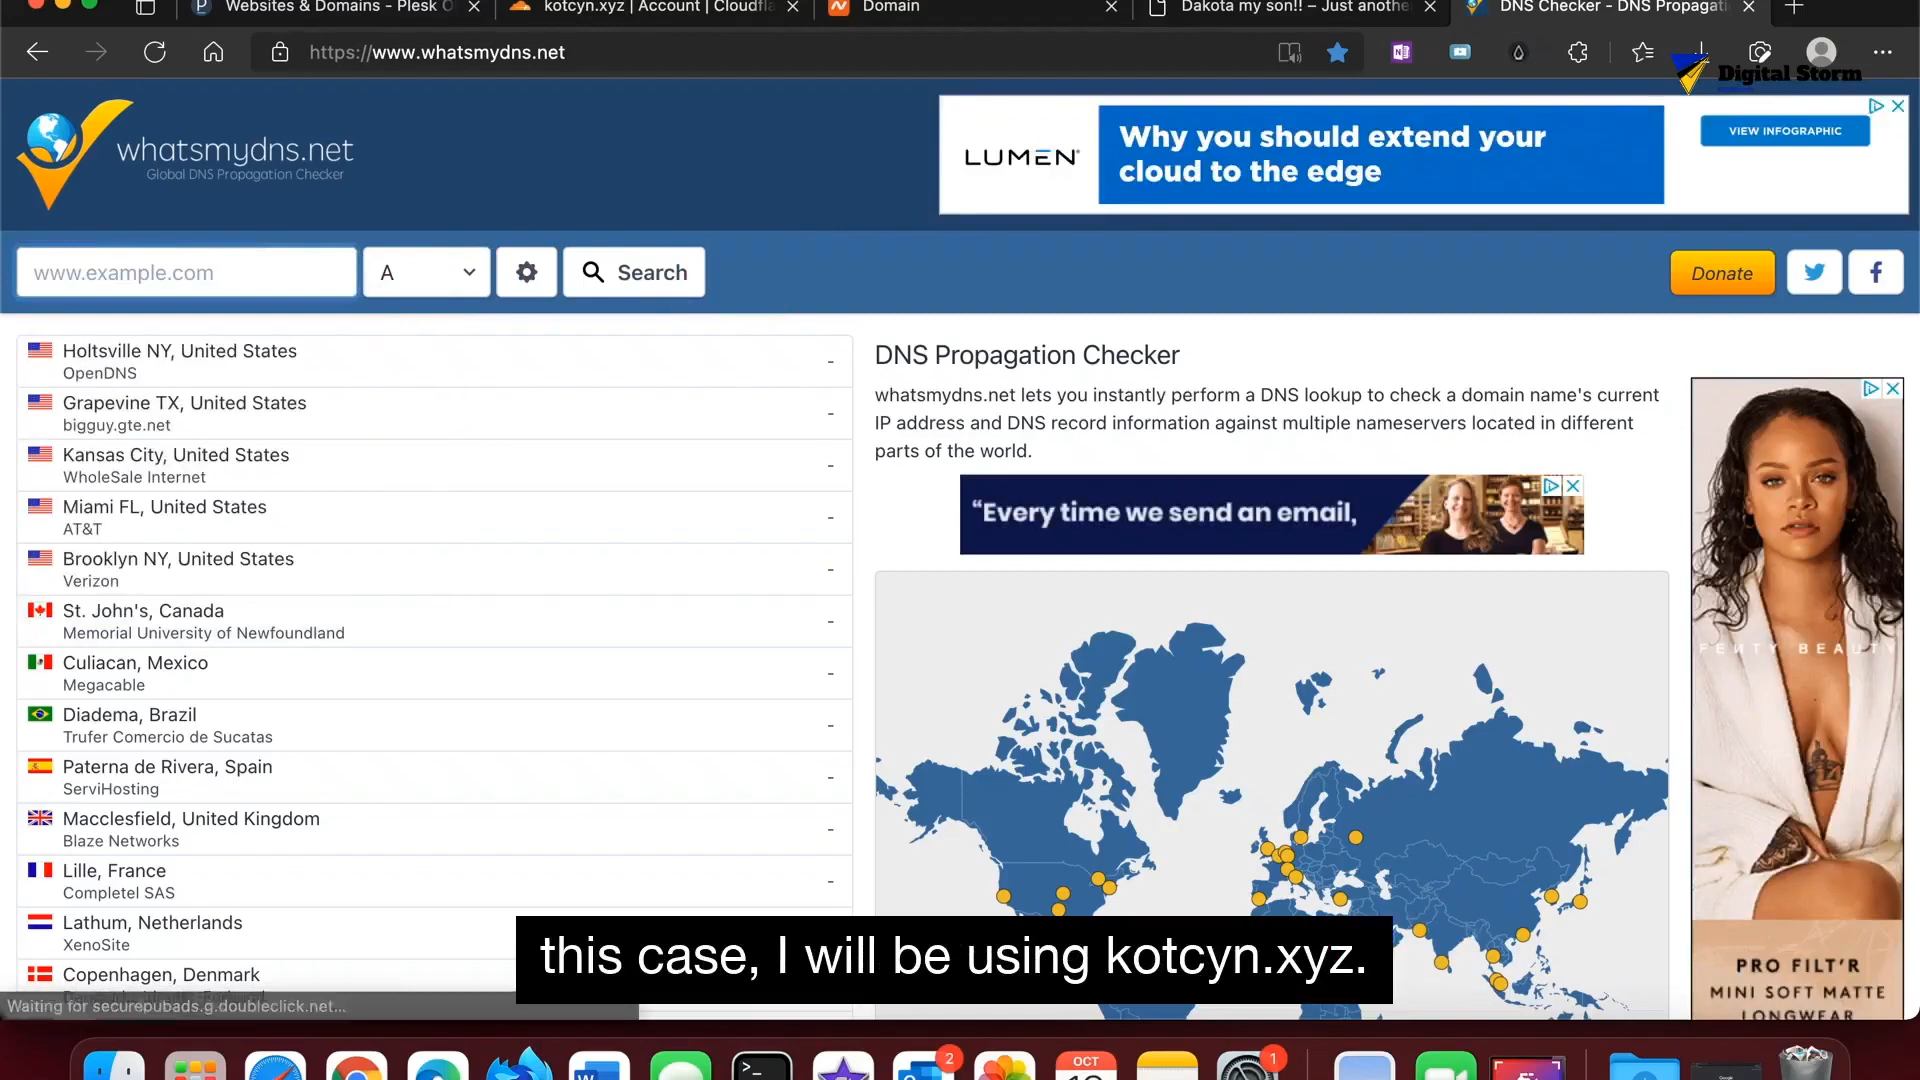 Websites & Domains - Plesk O
kotcyn.xyz | Account | Cloudfla
Domain
Dakota my son!! – Just anothe
DNS Checker - DNS Propagati
https://www.whatsmydns.net
Digital Storm
whatsmydns.net
Global DNS Propagation Checker
LUMEN®
Why you should extend your
cloud to the edge
VIEW INFOGRAPHIC
www.example.com
A
Search
Donate
Holtsville NY, United States
OpenDNS
-
Grapevine TX, United States
bigguy.gte.net
-
Kansas City, United States
WholeSale Internet
-
Miami FL, United States
AT&T
-
Brooklyn NY, United States
Verizon
-
St. John's, Canada
Memorial University of Newfoundland
-
Culiacan, Mexico
Megacable
-
Diadema, Brazil
Trufer Comercio de Sucatas
-
Paterna de Rivera, Spain
ServiHosting
-
Macclesfield, United Kingdom
Blaze Networks
-
Lille, France
Completel SAS
-
Lathum, Netherlands
XenoSite
Copenhagen, Denmark
Waiting for securepubads.g.doubleclick.net...
DNS Propagation Checker
whatsmydns.net lets you instantly perform a DNS lookup to check a domain name's current
IP address and DNS record information against multiple nameservers located in different
parts of the world.
“Every time we send an email,
FENTY BEAUTY
PRO FILT'R
MINI SOFT MATTE
LONGWEAR
this case, I will be using kotcyn.xyz.
2
OCT
1